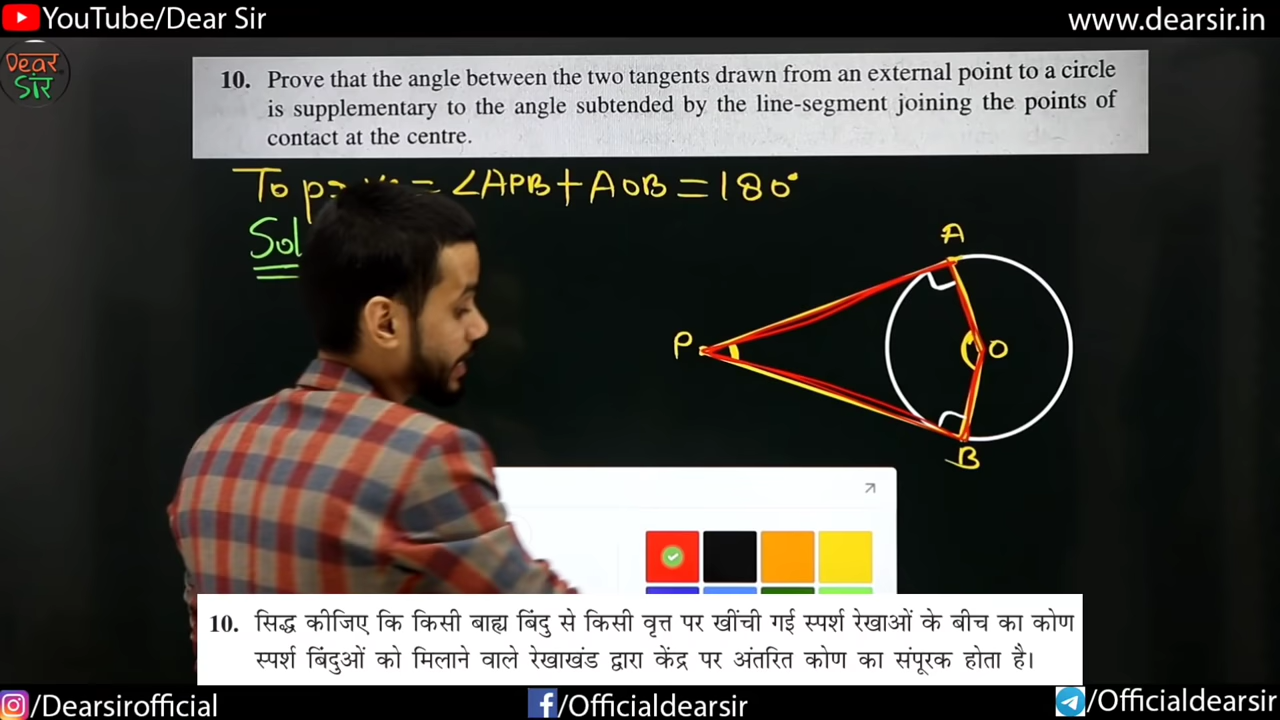 YouTube/Dear Sir
www.dearsir.in
Dear
सर
10. Prove that the angle between the two tangents drawn from an external point to a circle
is supplementary to the angle subtended by the line-segment joining the points of
contact at the centre.
To = ∠APB + AOB = 180°
Sol
A
P
O
B
10. सिद्ध कीजिए कि किसी बाह्य बिंदु से किसी वृत्त पर खींची गई स्पर्श रेखाओं के बीच का कोण
स्पर्श बिंदुओं को मिलाने वाले रेखाखंड द्वारा केंद्र पर अंतरित कोण का संपूरक होता है।
/Dearsirofficial
/Officialdearsir
/Officialdearsir